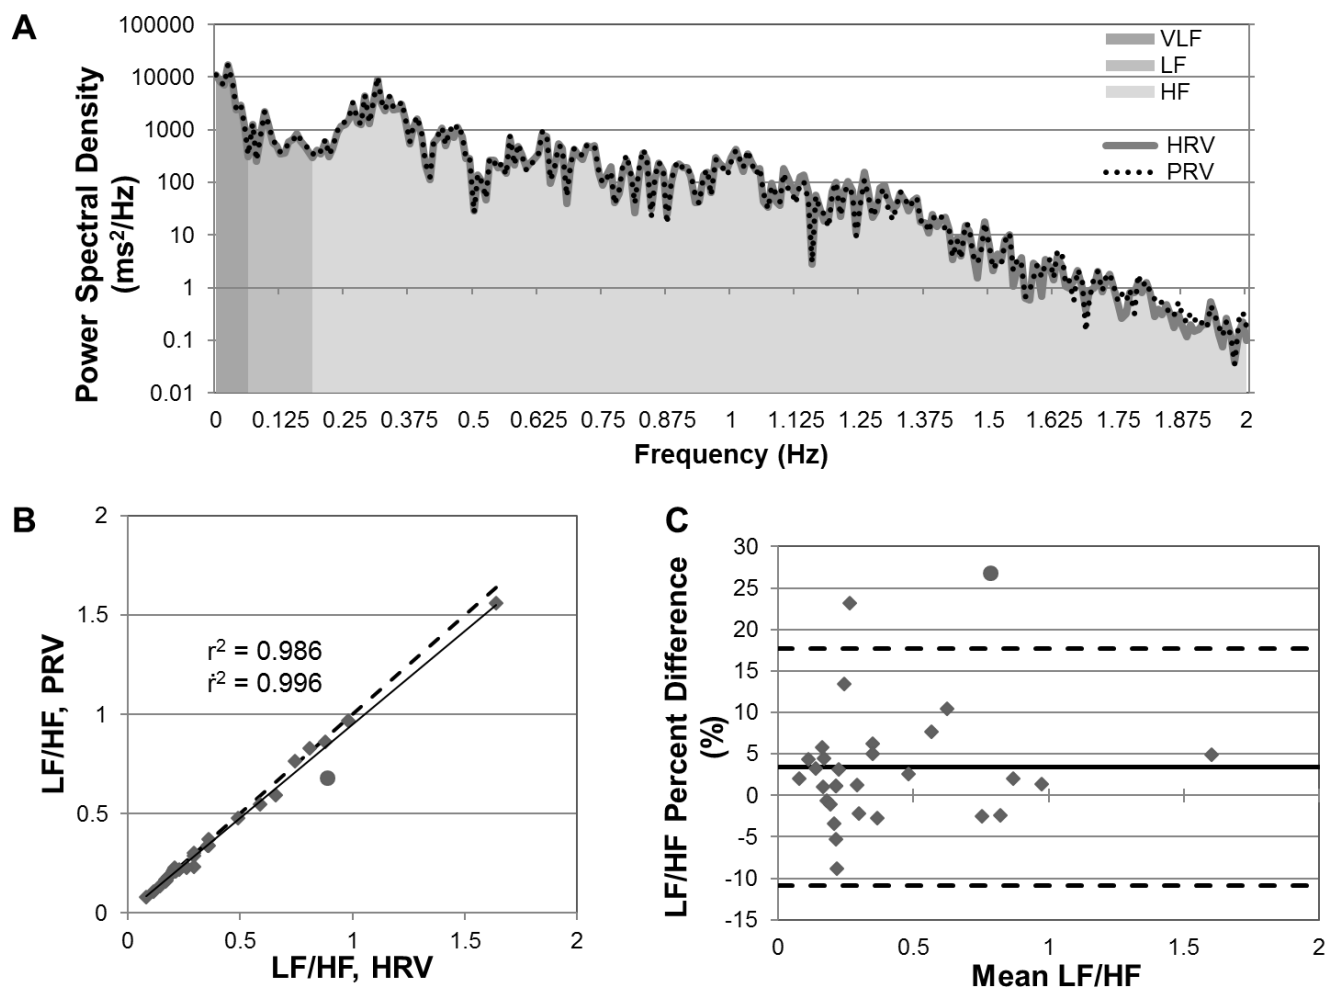 A
Power Spectral Density
(ms²/Hz)
100000
10000
1000
100
10
1
0.1
0.01
VLF
LF
HF
HRV
PRV
0 0.125 0.25 0.375 0.5 0.625 0.75 0.875 1 1.125 1.25 1.375 1.5 1.625 1.75 1.875 2
Frequency (Hz)
B
LF/HF, PRV
2
1.5
1
0.5
0
r² = 0.986
ṙ² = 0.996
0 0.5 1 1.5 2
LF/HF, HRV
C
LF/HF Percent Difference
(%)
30
25
20
15
10
5
0
-5
-10
-15
0 0.5 1 1.5 2
Mean LF/HF